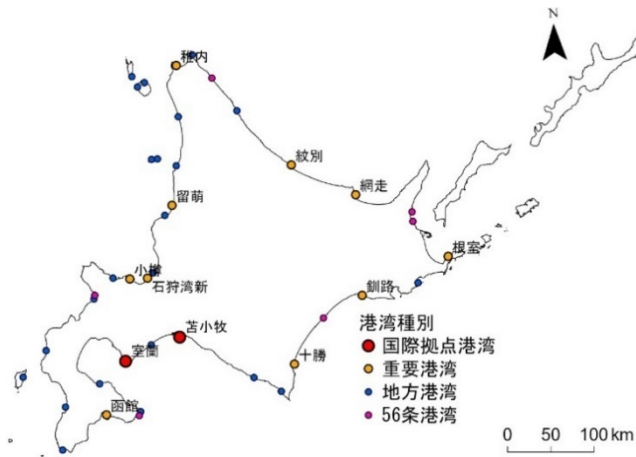 N
稚内
紋別
網走
留萌
根室
小樽
石狩湾新
釧路
港湾種別
国際拠点港湾
重要港湾
地方港湾
56条港湾
苫小牧
室蘭
十勝
函館
0 50 100 km